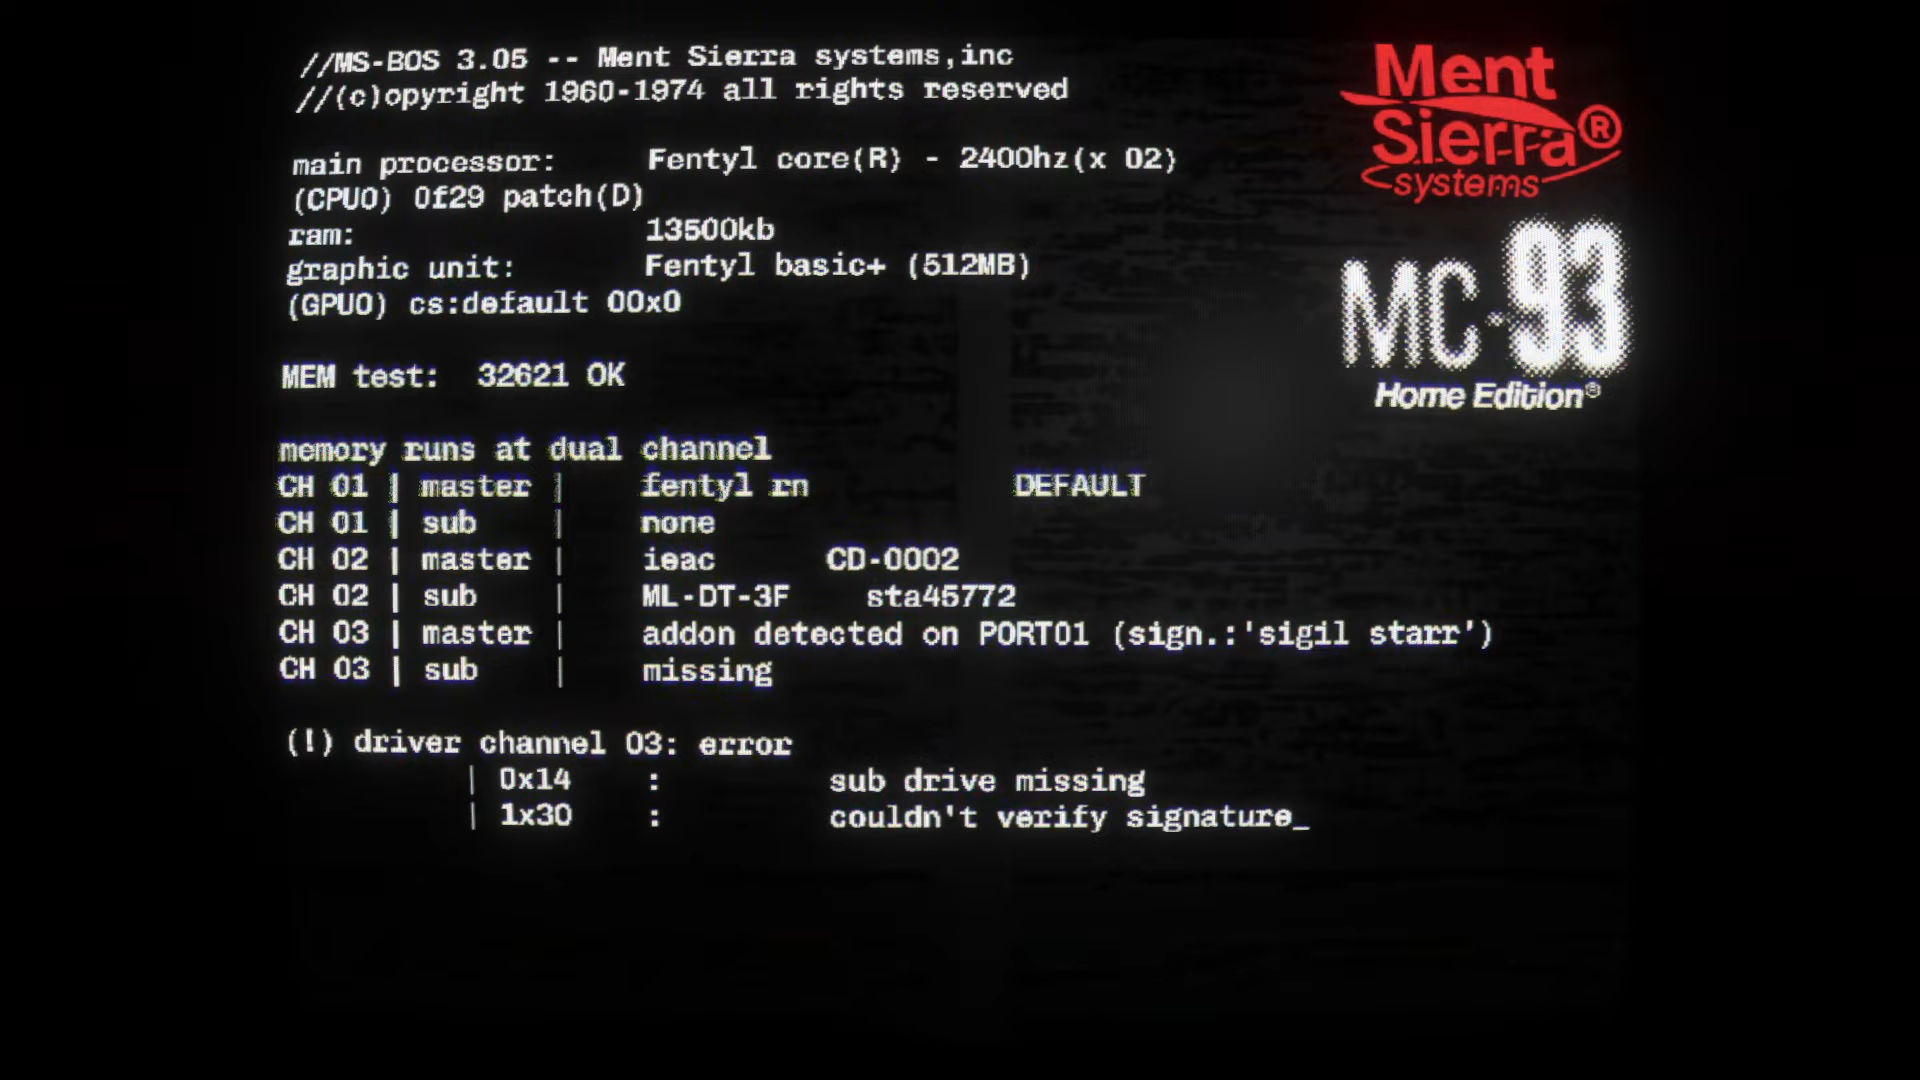 //MS-BOS 3.05 -- Ment Sierra systems,inc
//(c)opyright 1960-1974 all rights reserved
Ment
Sierra®
systems
main processor: Fentyl core(R) - 2400hz(x 02)
(CPU0) 0f29 patch(D)
ram: 13500kb
graphic unit: Fentyl basic+ (512MB)
(GPU0) cs:default 00x0
MC-93
Home Edition®
MEM test: 32621 OK
memory runs at dual channel
CH 01 | master | fentyl rn DEFAULT
CH 01 | sub | none
CH 02 | master | ieac CD-0002
CH 02 | sub | ML-DT-3F sta45772
CH 03 | master | addon detected on PORT01 (sign.:'sigil starr')
CH 03 | sub | missing
(!) driver channel 03: error
| 0x14 : sub drive missing
| 1x30 : couldn't verify signature_